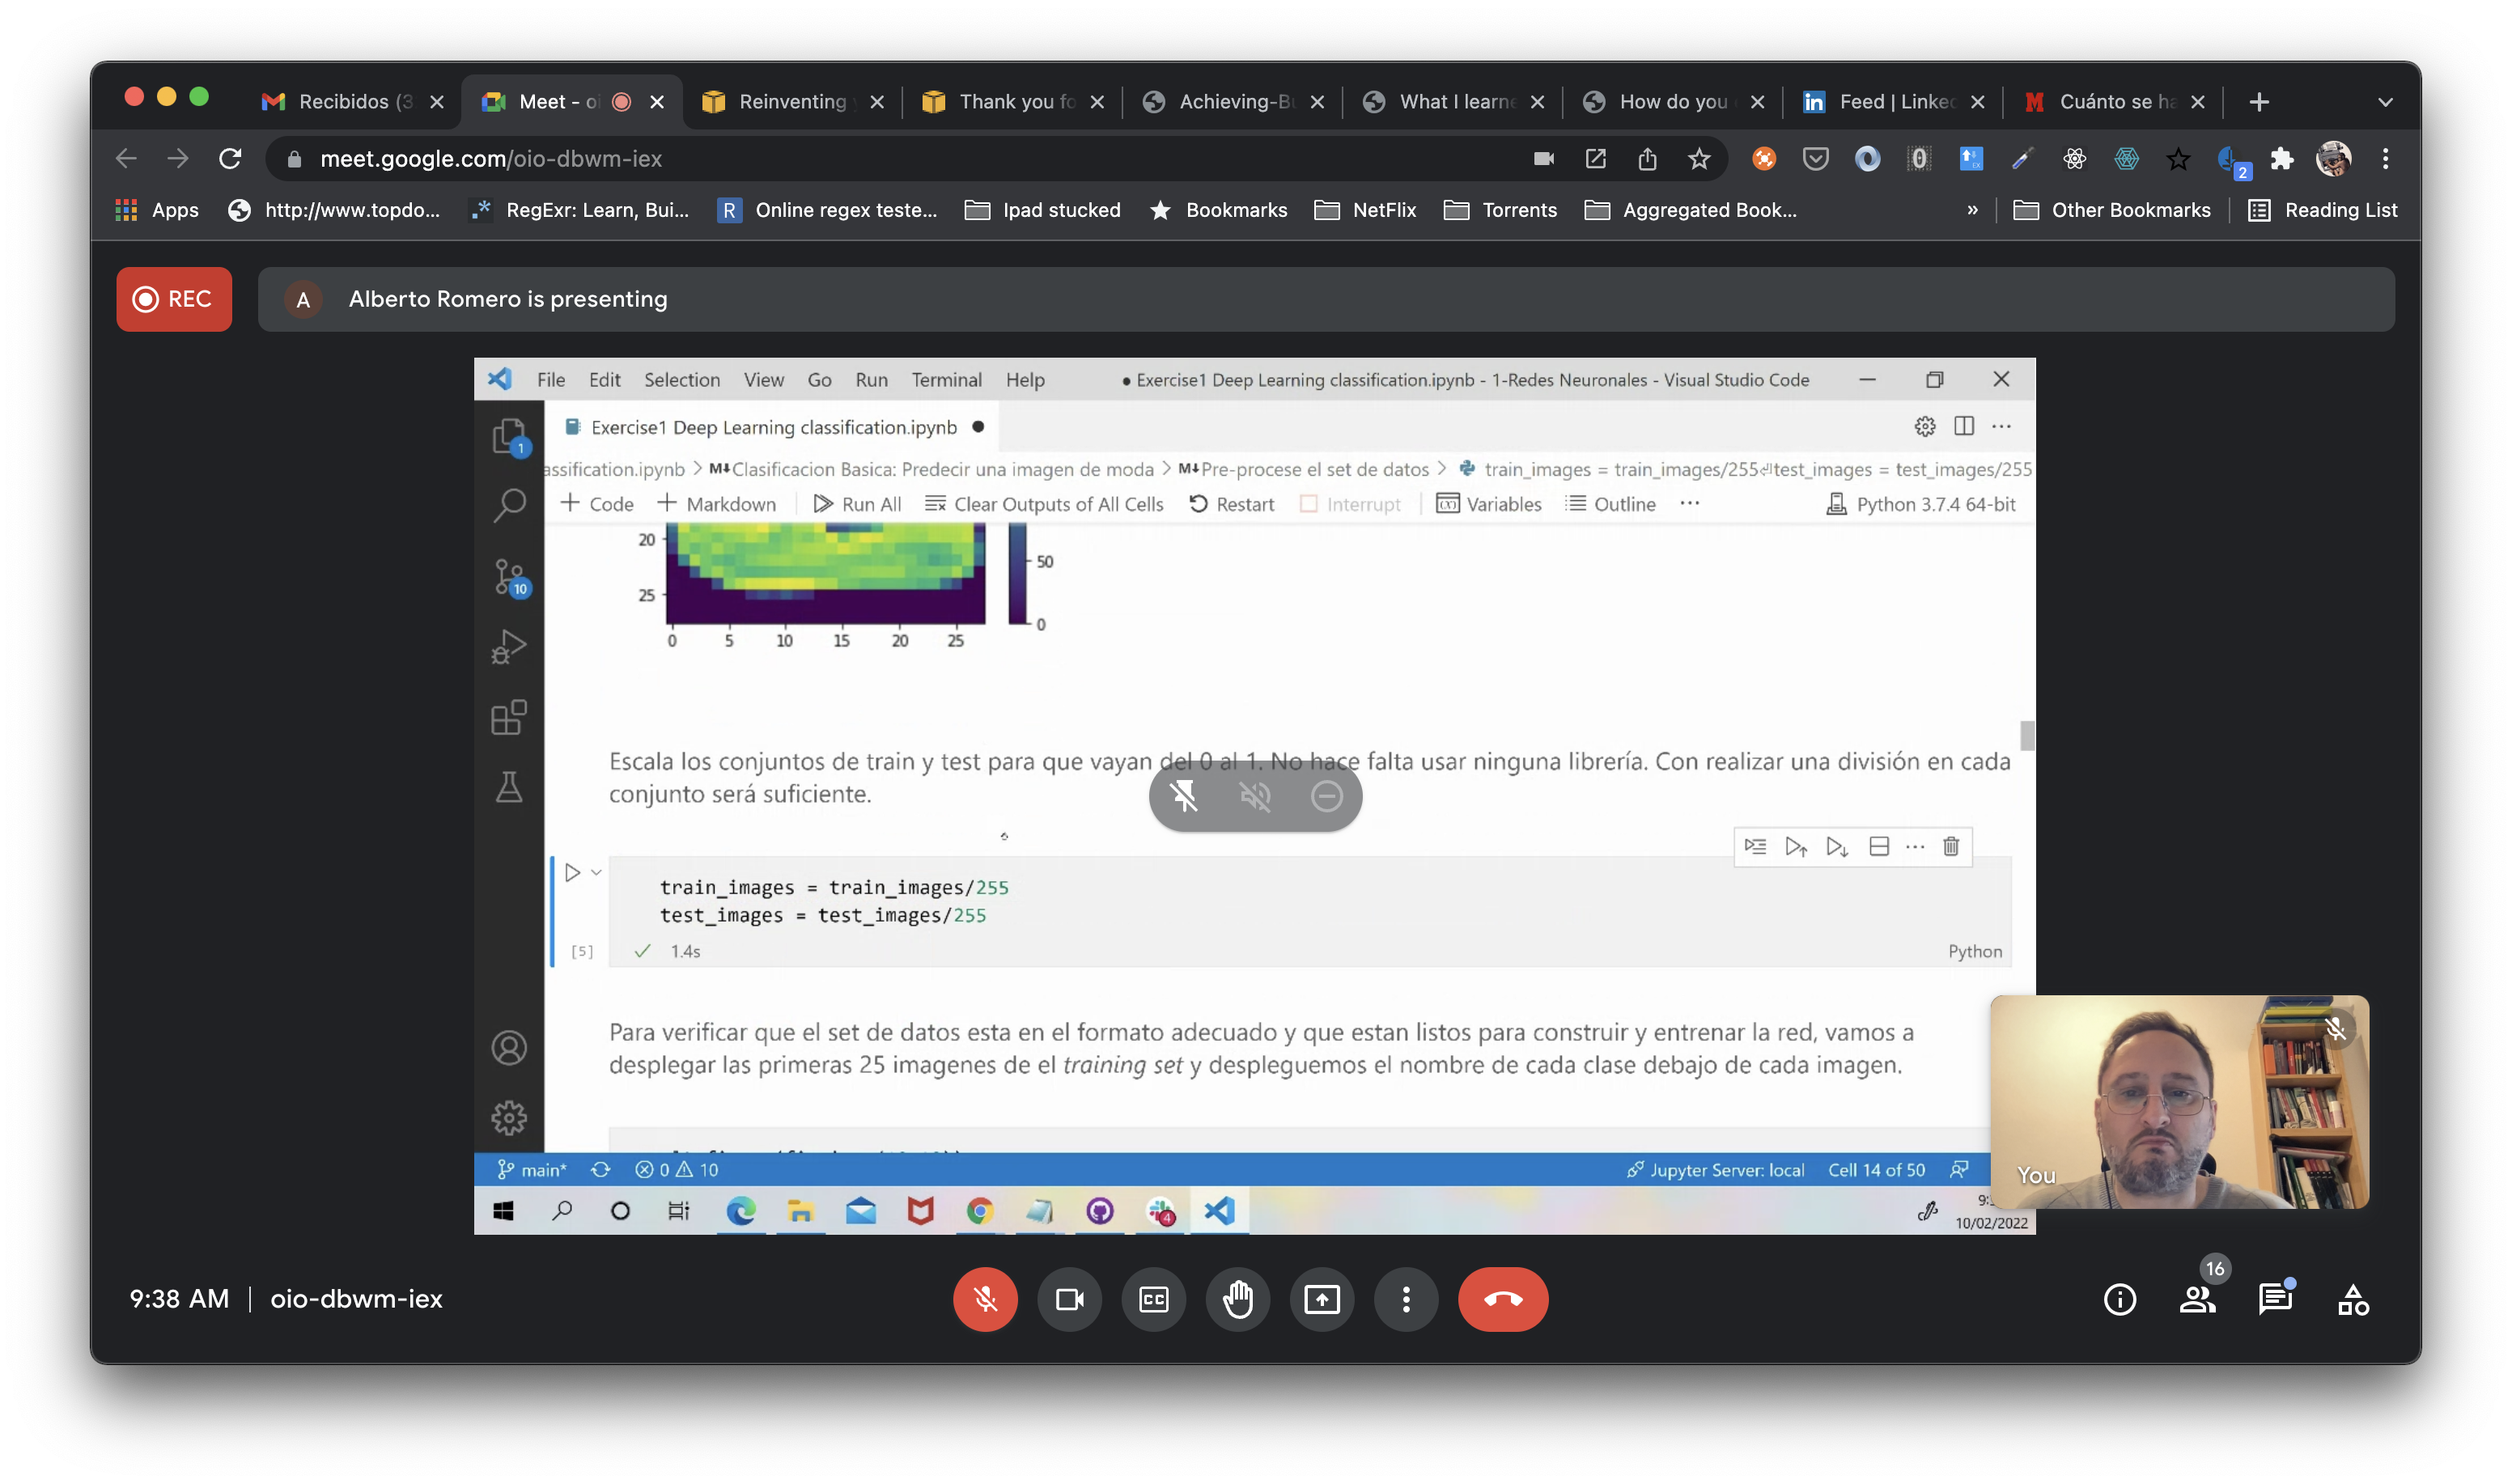 Recibidos (3
Meet - oi
Reinventing
Thank you fo
Achieving-Bu
What I learne
How do you
Feed | Linked
Cuánto se ha
meet.google.com/oio-dbwm-iex
2
Apps
http://www.topdo...
RegExr: Learn, Bui...
Online regex teste...
Ipad stucked
Bookmarks
NetFlix
Torrents
Aggregated Book...
»
Other Bookmarks
Reading List
REC
A
Alberto Romero is presenting
File Edit Selection View Go Run Terminal Help
● Exercise1 Deep Learning classification.ipynb - 1-Redes Neuronales - Visual Studio Code
Exercise1 Deep Learning classification.ipynb ●
1
assification.ipynb > M↓Clasificacion Basica: Predecir una imagen de moda > M↓Pre-procese el set de datos > train_images = train_images/255⏎test_images = test_images/255
+ Code + Markdown Run All Clear Outputs of All Cells Restart Interrupt Variables Outline ... Python 3.7.4 64-bit
20
25
0 5 10 15 20 25
50
0
10
Escala los conjuntos de train y test para que vayan del 0 al 1. No hace falta usar ninguna librería. Con realizar una división en cada
conjunto será suficiente.
train_images = train_images/255
test_images = test_images/255
[5]
✓ 1.4s
Python
Para verificar que el set de datos esta en el formato adecuado y que estan listos para construir y entrenar la red, vamos a
desplegar las primeras 25 imagenes de el training set y despleguemos el nombre de cada clase debajo de cada imagen.
main* 0 10
Jupyter Server: local Cell 14 of 50
4
9:
10/02/2022
You
9:38 AM | oio-dbwm-iex
CC
16